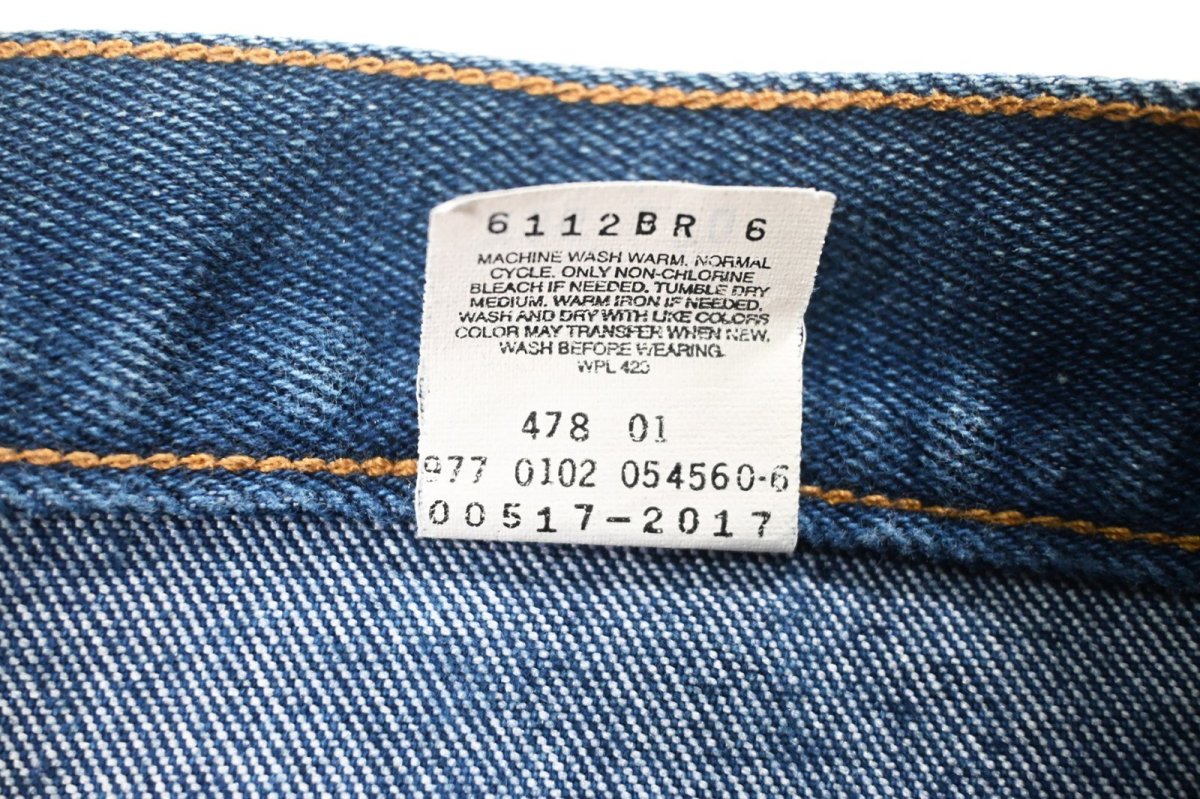 6112BR 6
MACHINE WASH WARM. NORMAL
CYCLE. ONLY NON-CHLORINE
BLEACH IF NEEDED. TUMBLE DRY
MEDIUM. WARM IRON IF NEEDED.
WASH AND DRY WITH LIKE COLORS
COLOR MAY TRANSFER WHEN NEW.
WASH BEFORE WEARING.
WPL 423
478 01
977 0102 054560-6
00517-2017